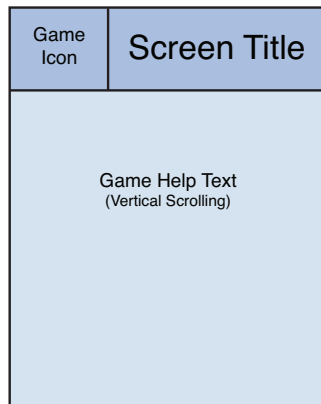 Game
Icon
Screen Title
Game Help Text
(Vertical Scrolling)